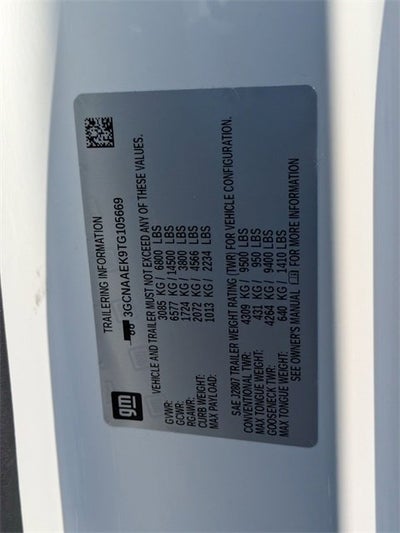 gm
TRAILERING INFORMATION
3GCNAAEK9TG105669
VEHICLE AND TRAILER MUST NOT EXCEED ANY OF THESE VALUES.
GVWR: 3085 KG / 6800 LBS
GCWR: 6577 KG / 14500 LBS
RGAWR: 1724 KG / 3800 LBS
CURB WEIGHT: 2072 KG / 4566 LBS
MAX PAYLOAD: 1013 KG / 2234 LBS
SAE J2807 TRAILER WEIGHT RATING (TWR) FOR VEHICLE CONFIGURATION.
CONVENTIONAL TWR: 4309 KG / 9500 LBS
MAX TONGUE WEIGHT: 431 KG / 950 LBS
GOOSENECK TWR: 4264 KG / 9400 LBS
MAX TONGUE WEIGHT: 640 KG / 1410 LBS
SEE OWNER'S MANUAL FOR MORE INFORMATION